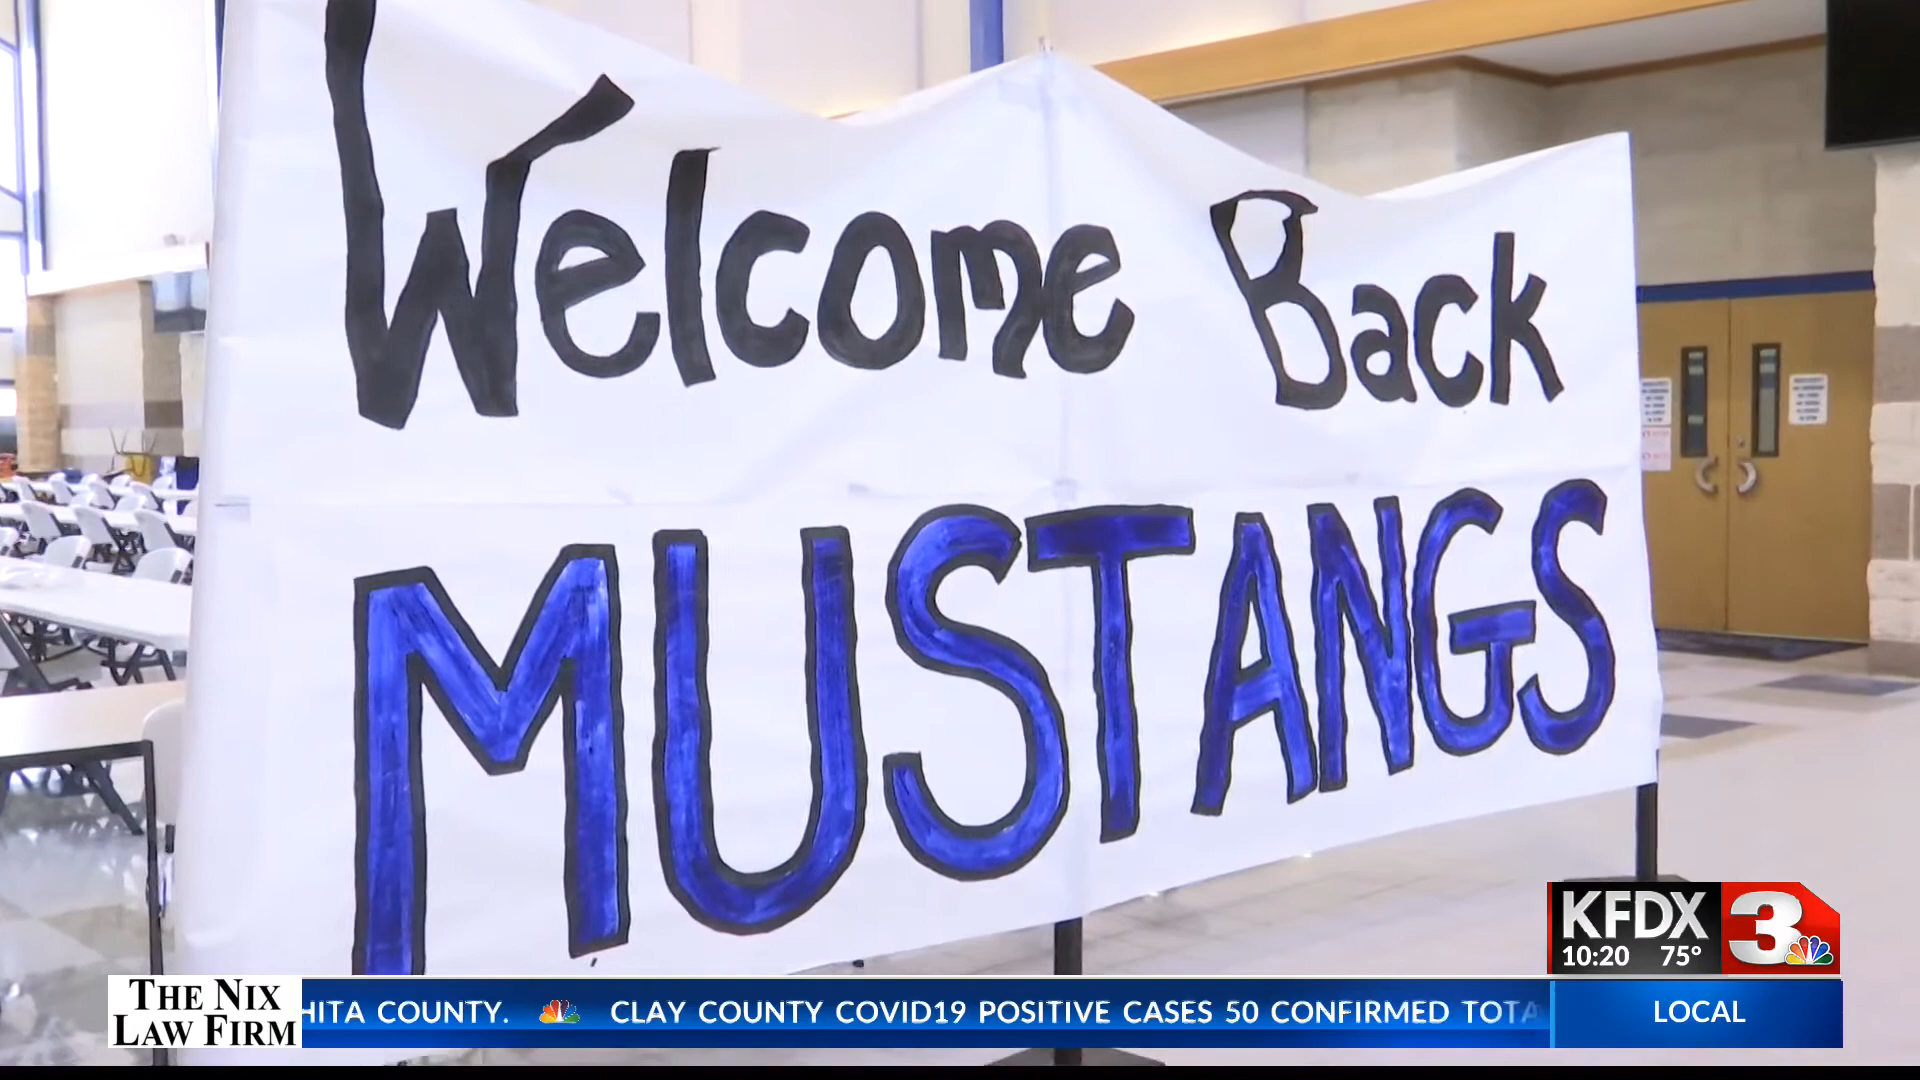 Welcome Back
MUSTANGS
KFDX 3
10:20 75°
THE NIX
LAW FIRM
HITA COUNTY. CLAY COUNTY COVID19 POSITIVE CASES 50 CONFIRMED TOTA
LOCAL